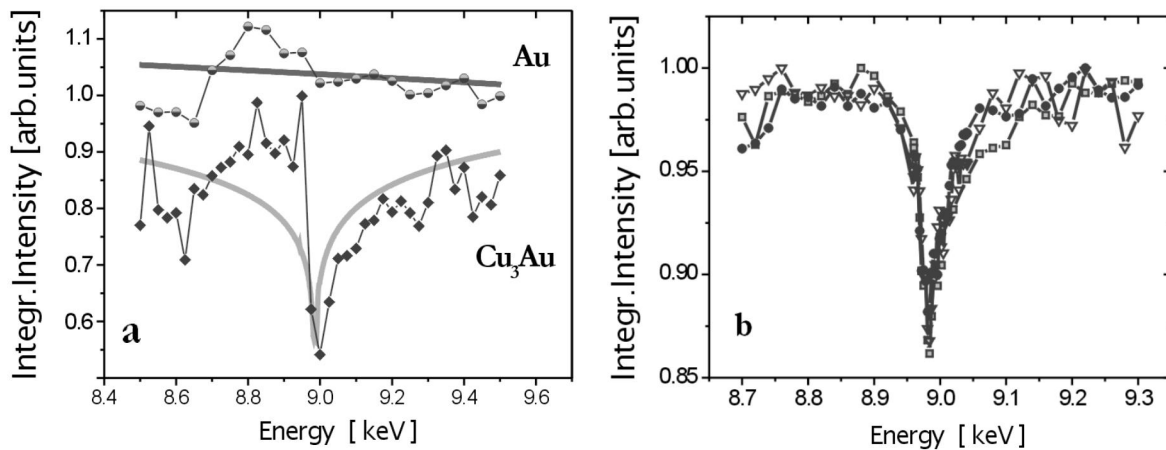 Integr.Intensity [arb.units]
1.1
1.0
0.9
0.8
0.7
0.6
Au
Cu₃Au
a
8.4 8.6 8.8 9.0 9.2 9.4 9.6
Energy [ keV]
Integr.Intensity [arb.units]
1.00
0.95
0.90
0.85
b
8.7 8.8 8.9 9.0 9.1 9.2 9.3
Energy [ keV]